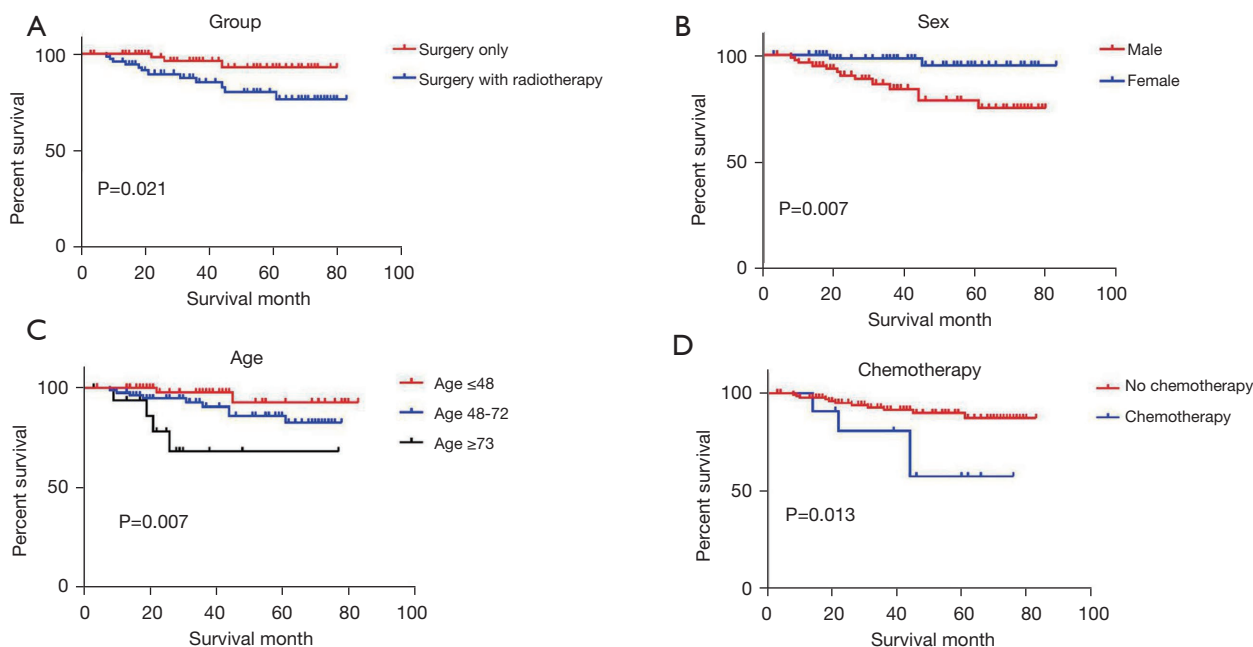 A
Group
100
50
0
Percent survival
P=0.021
0 20 40 60 80 100
Survival month
Surgery only
Surgery with radiotherapy
B
Sex
100
50
0
Percent survival
P=0.007
0 20 40 60 80 100
Survival month
Male
Female
C
Age
100
50
0
Percent survival
P=0.007
0 20 40 60 80 100
Survival month
Age ≤48
Age 48-72
Age ≥73
D
Chemotherapy
100
50
0
Percent survival
P=0.013
0 20 40 60 80 100
Survival month
No chemotherapy
Chemotherapy